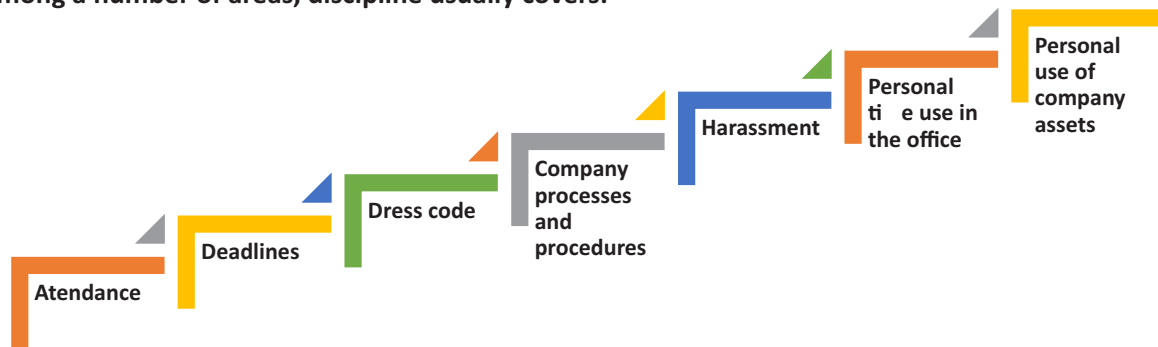 among a number of areas, discipline usually covers:
Atendance
Deadlines
Dress code
Company
processes
and
procedures
Harassment
Personal
ti e use in
the office
Personal
use of
company
assets